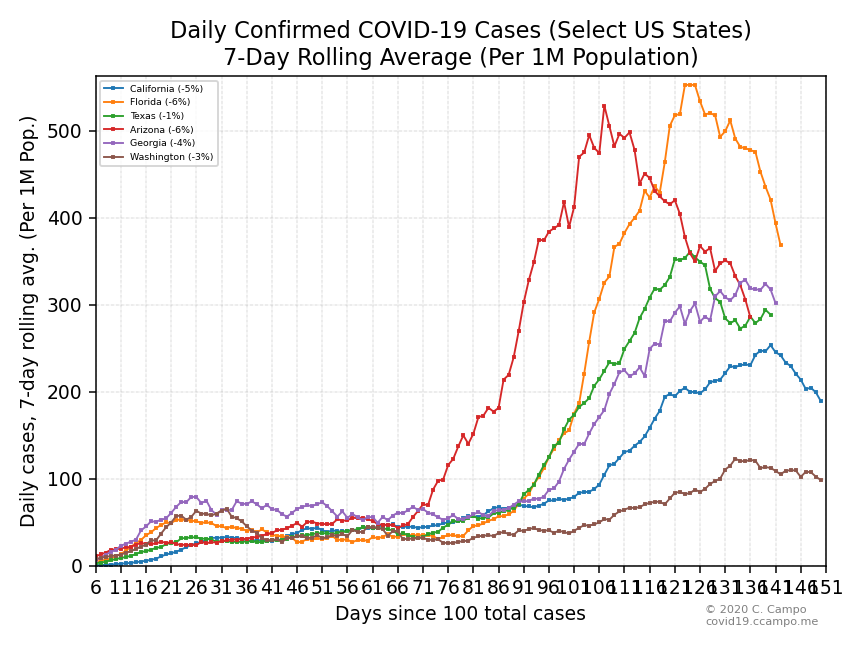 Daily Confirmed COVID-19 Cases (Select US States)
7-Day Rolling Average (Per 1M Population)
Daily cases, 7-day rolling avg. (Per 1M Pop.)
500
400
300
200
100
0
California (-5%)
Florida (-6%)
Texas (-1%)
Arizona (-6%)
Georgia (-4%)
Washington (-3%)
6 11 16 21 26 31 36 41 46 51 56 61 66 71 76 81 86 91 96 101 106 111 116 121 126 131 136 141 146 151
Days since 100 total cases
© 2020 C. Campo
covid19.ccampo.me